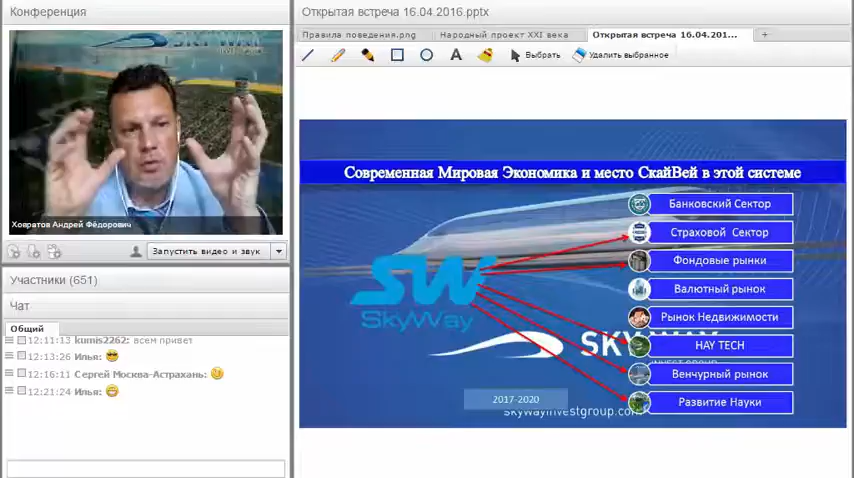 Конференция
SKYWAY
Ховратов Андрей Фёдорович
Запустить видео и звук
Участники (651)
Чат
Общий
12:11:13 kumis2262: всем привет
12:13:26 Илья:
12:16:11 Сергей Москва-Астрахань:
12:21:24 Илья:
Открытая встреча 16.04.2016.pptx
Правила поведения.png
Народный проект XXI века
Открытая встреча 16.04.201...
+
A
Выбрать
Удалить выбранное
Современная Мировая Экономика и место СкайВей в этой системе
Банковский Сектор
Страховой Сектор
Фондовые рынки
Валютный рынок
Рынок Недвижимости
HAY TECH
Венчурный рынок
Развитие Науки
SW
SkyWay
2017-2020
skywayinvestgroup.com